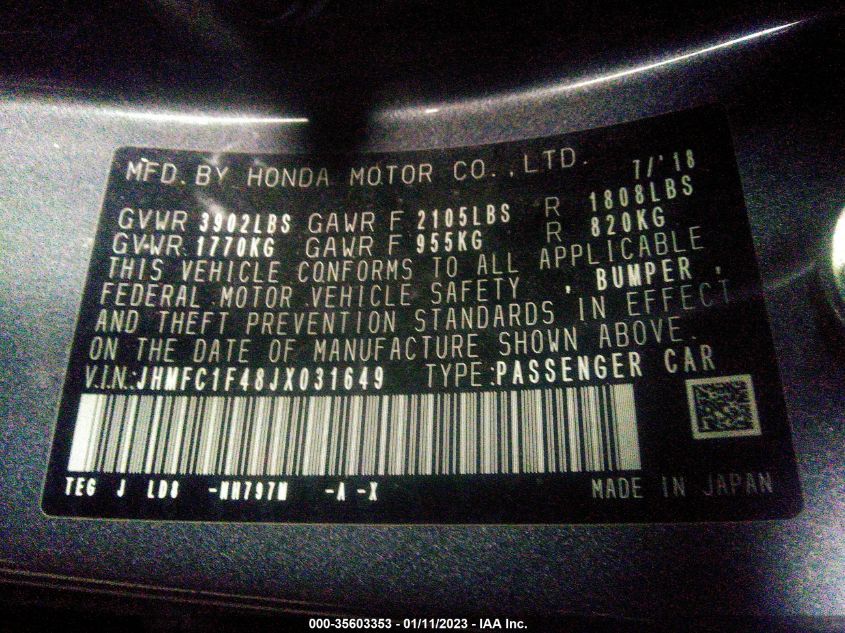 MFD. BY HONDA MOTOR CO., LTD. 7/'18
GVWR 3902LBS GAWR F 2105LBS R 1808LBS
GVWR 1770KG GAWR F 955KG R 820KG
THIS VEHICLE CONFORMS TO ALL APPLICABLE
FEDERAL MOTOR VEHICLE SAFETY , BUMPER ,
AND THEFT PREVENTION STANDARDS IN EFFECT
ON THE DATE OF MANUFACTURE SHOWN ABOVE.
V.I.N.:JHMFC1F48JX031649 TYPE:PASSENGER CAR
TEG J LD8 -NH797M -A -X MADE IN JAPAN
000-35603353 - 01/11/2023 - IAA Inc.